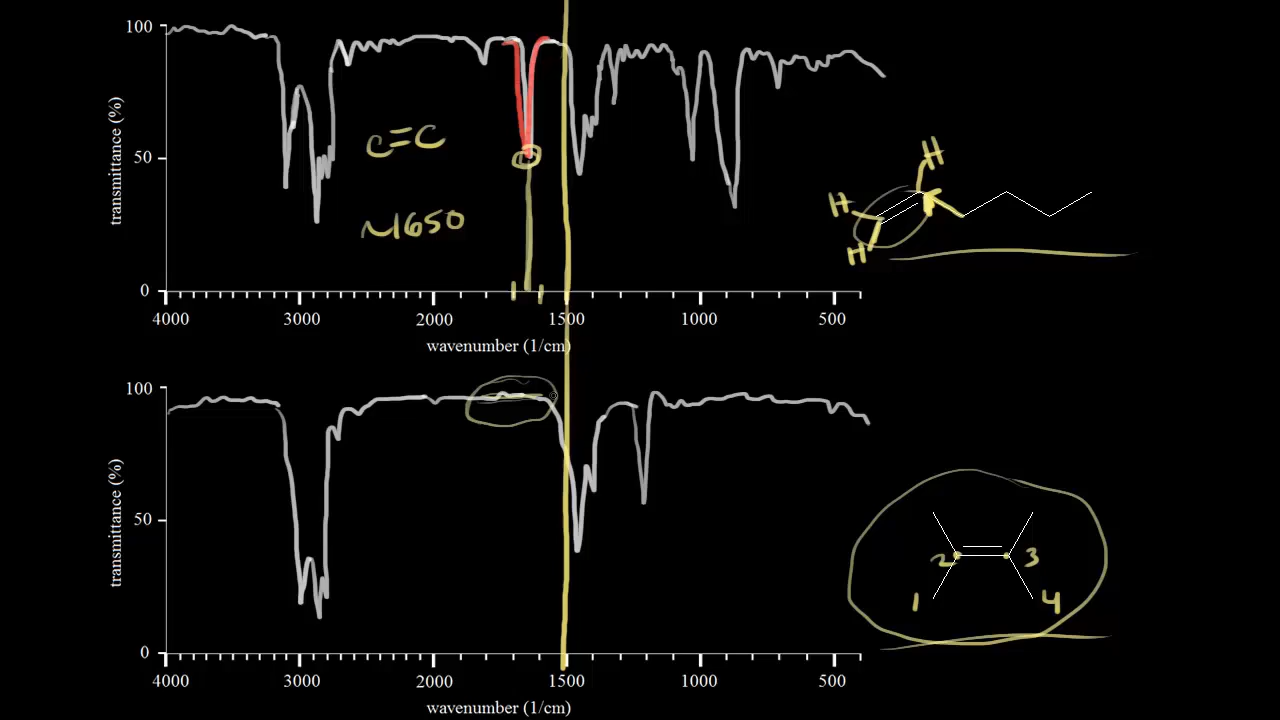 100
transmittance (%)
50
0
4000 3000 2000 1500 1000 500
wavenumber (1/cm)
C=C
~1650
H
H
H
100
transmittance (%)
50
0
4000 3000 2000 1500 1000 500
wavenumber (1/cm)
2 3
1 4